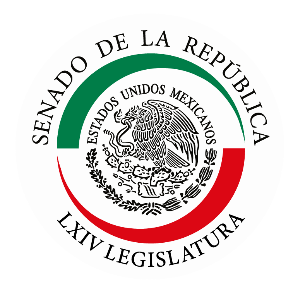 SENADO DE LA REPÚBLICA
ESTADOS UNIDOS MEXICANOS
LXIV LEGISLATURA